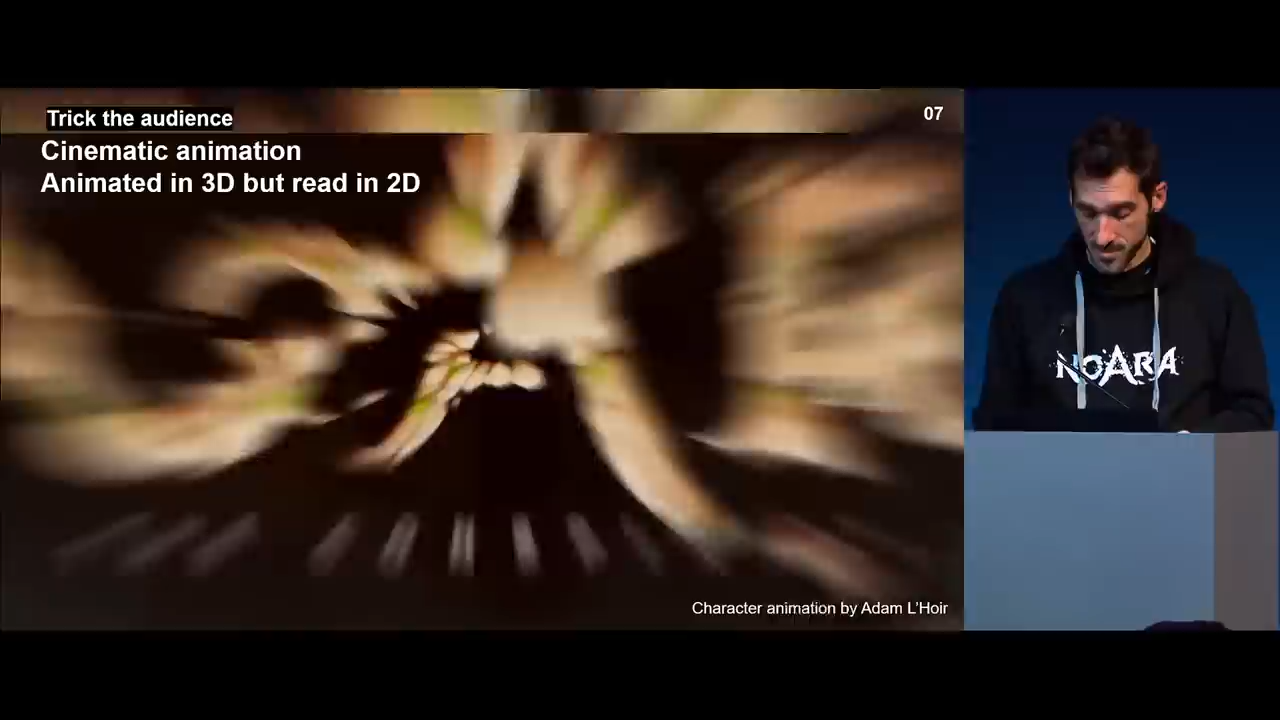 Trick the audience
07
Cinematic animation
Animated in 3D but read in 2D
NOARA
Character animation by Adam L'Hoir